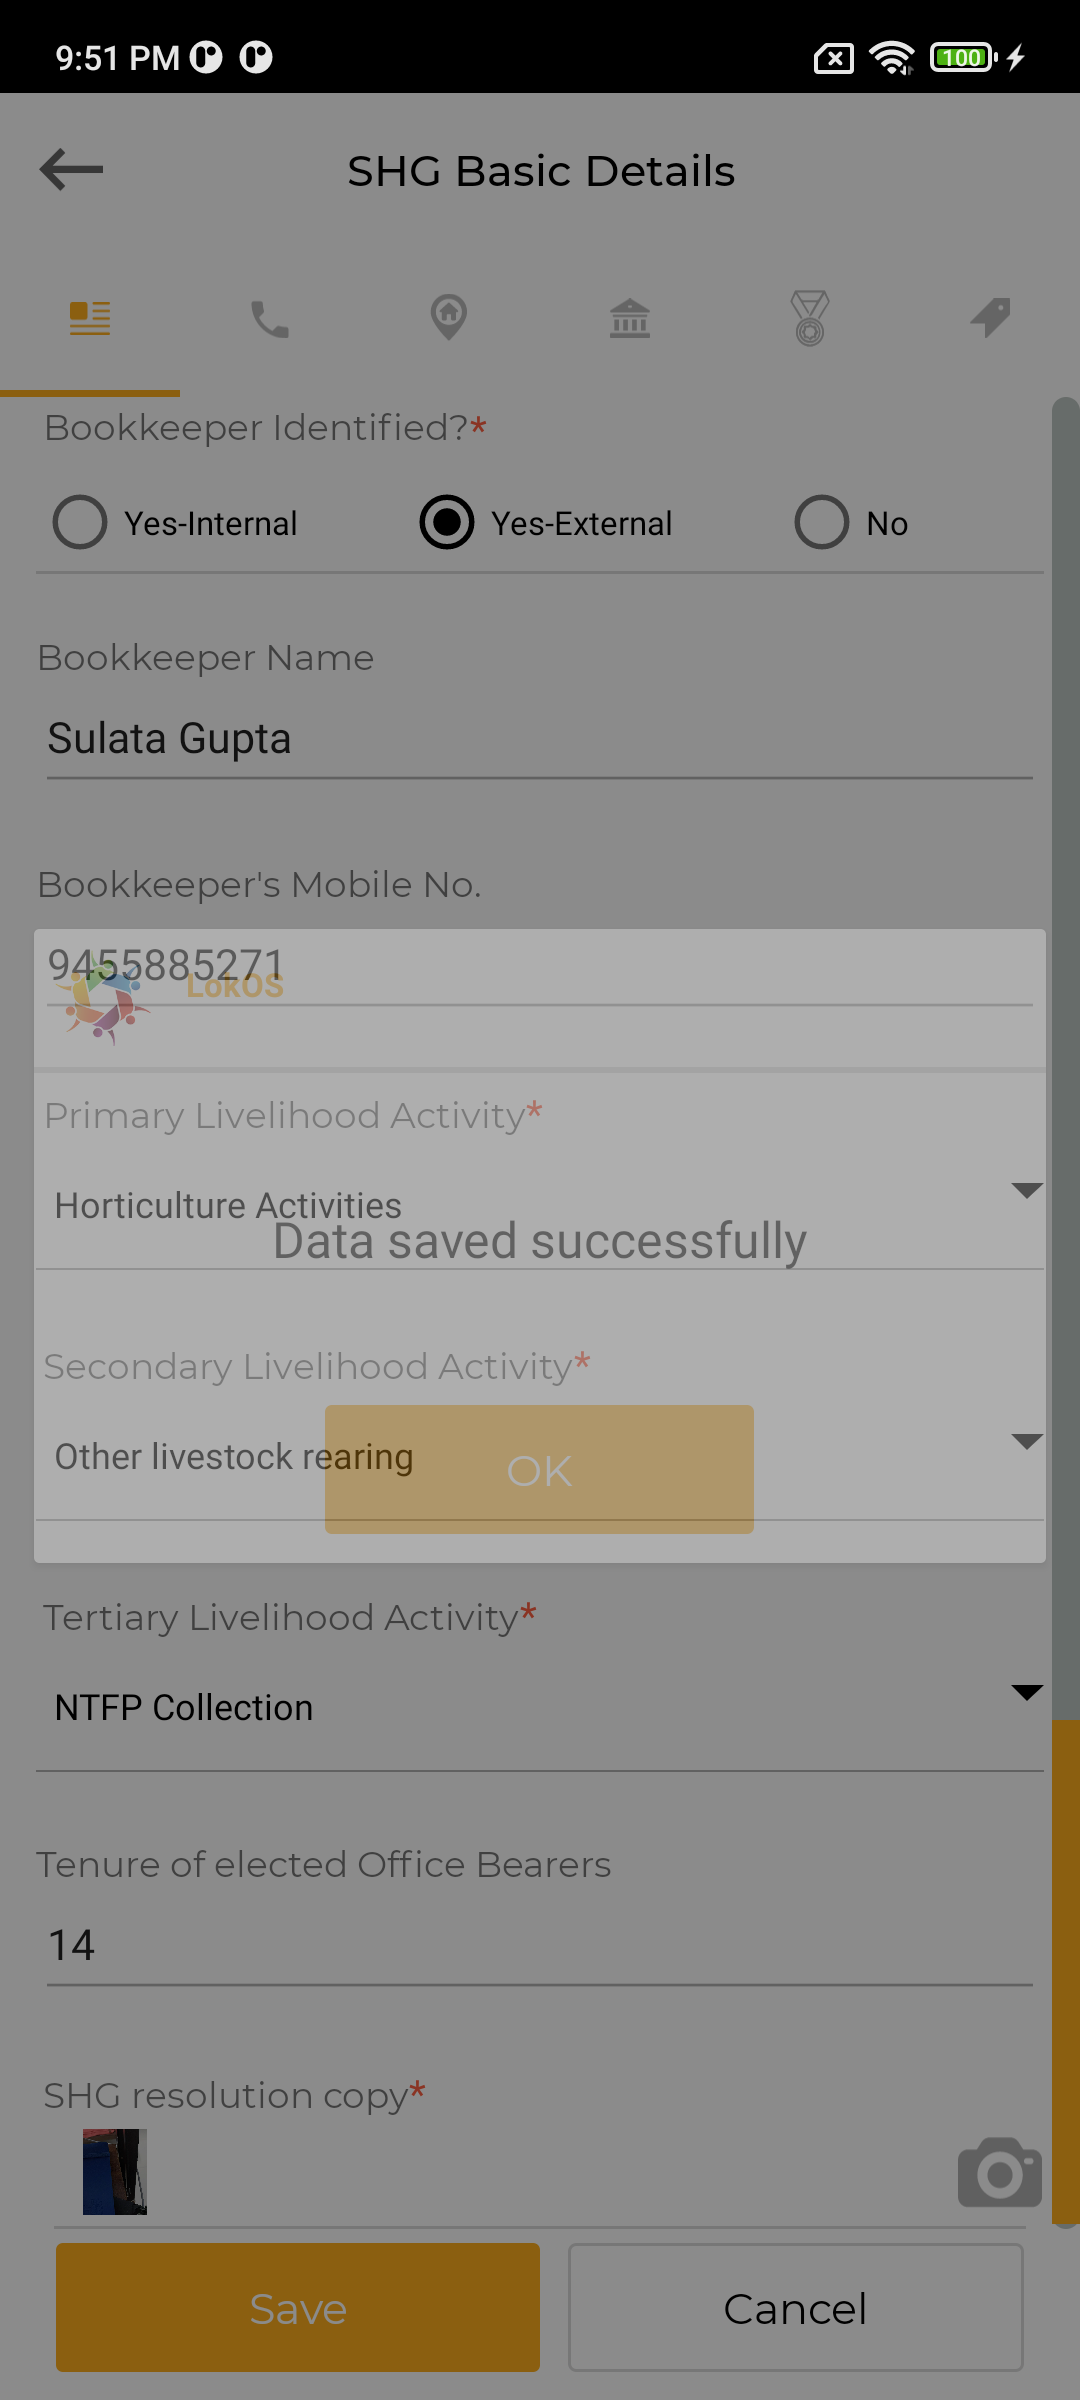 9:51 PM
100
SHG Basic Details
Bookkeeper Identified?*
Yes-Internal Yes-External No
Bookkeeper Name
Sulata Gupta
Bookkeeper's Mobile No.
9455885271
LokOS
Primary Livelihood Activity*
Horticulture Activities
Data saved successfully
Secondary Livelihood Activity*
Other livestock rearing
OK
Tertiary Livelihood Activity*
NTFP Collection
Tenure of elected Office Bearers
14
SHG resolution copy*
Save Cancel